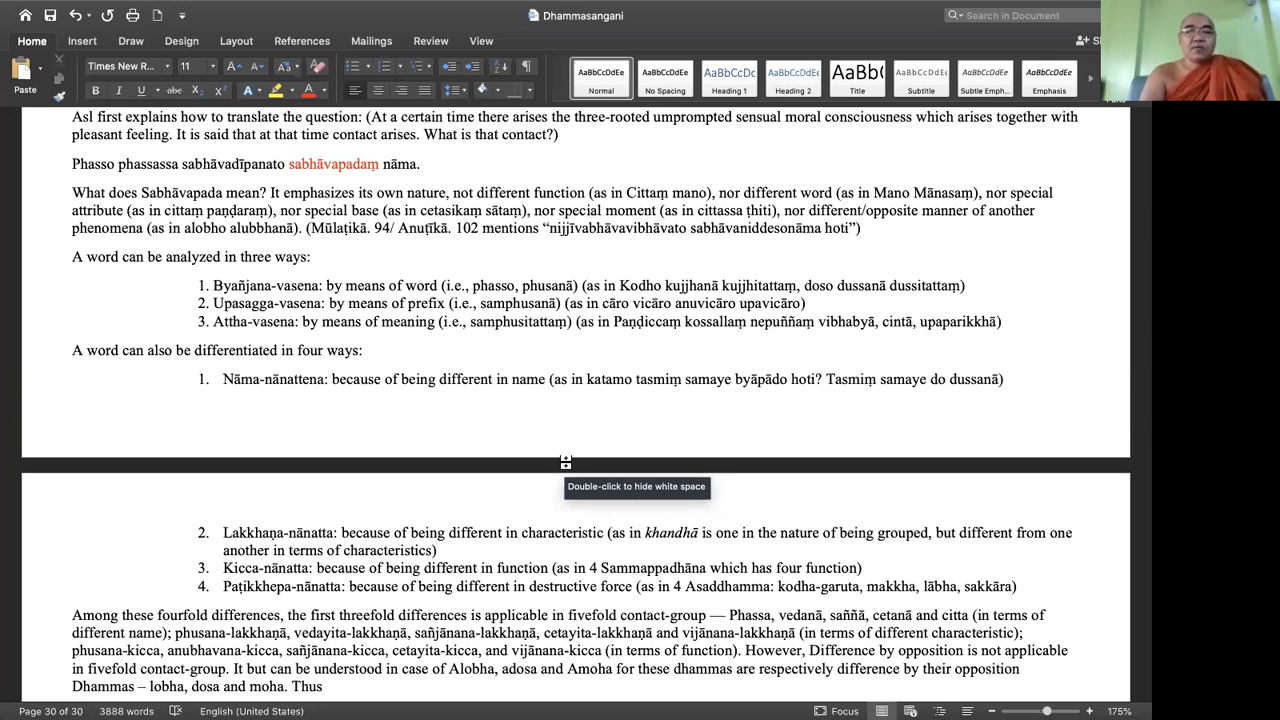 Dhammasangani
Search in Document
Home Insert Draw Design Layout References Mailings Review View
Times New R... 11
Paste
AaBbCcDdEe AaBbCcDdEe AaBbCcDc AaBbCcDdEe AaBb( AaBbCcDdEe AaBbCcDdEe AaBbCcDdEe
Normal No Spacing Heading 1 Heading 2 Title Subtitle Subtle Emph... Emphasis
Asl first explains how to translate the question: (At a certain time there arises the three-rooted umprompted sensual moral consciousness which arises together with
pleasant feeling. It is said that at that time contact arises. What is that contact?)
Phasso phassassa sabhāvadīpanato sabhāvapadaṃ nāma.
What does Sabhāvapada mean? It emphasizes its own nature, not different function (as in Cittaṃ mano), nor different word (as in Mano Mānasaṃ), nor special
attribute (as in cittaṃ paṇḍaraṃ), nor special base (as in cetasikaṃ sātaṃ), nor special moment (as in cittassa ṭhiti), nor different/opposite manner of another
phenomena (as in alobho alubbhanā). (Mūlaṭikā. 94/ Anuṭīkā. 102 mentions “nijjīvabhāvavibhāvato sabhāvaniddesonāma hoti”)
A word can be analyzed in three ways:
1. Byañjana-vasena: by means of word (i.e., phasso, phusanā) (as in Kodho kujjhanā kujjhitattaṃ, doso dussanā dussitattaṃ)
2. Upasagga-vasena: by means of prefix (i.e., samphusanā) (as in cāro vicāro anuvicāro upavicāro)
3. Attha-vasena: by means of meaning (i.e., samphusitattaṃ) (as in Paṇḍiccaṃ kossallaṃ nepuññaṃ vibhabyā, cintā, upaparikkhā)
A word can also be differentiated in four ways:
1. Nāma-nānattena: because of being different in name (as in katamo tasmiṃ samaye byāpādo hoti? Tasmiṃ samaye do dussanā)
Double-click to hide white space
2. Lakkhaṇa-nānatta: because of being different in characteristic (as in khandhā is one in the nature of being grouped, but different from one
another in terms of characteristics)
3. Kicca-nānatta: because of being different in function (as in 4 Sammappadhāna which has four function)
4. Paṭikkhepa-nānatta: because of being different in destructive force (as in 4 Asaddhamma: kodha-garuta, makkha, lābha, sakkāra)
Among these fourfold differences, the first threefold differences is applicable in fivefold contact-group — Phassa, vedanā, saññā, cetanā and citta (in terms of
different name); phusana-lakkhaṇā, vedayita-lakkhaṇā, sañjānana-lakkhaṇā, cetayita-lakkhaṇā and vijānana-lakkhaṇā (in terms of different characteristic);
phusana-kicca, anubhavana-kicca, sañjānana-kicca, cetayita-kicca, and vijānana-kicca (in terms of function). However, Difference by opposition is not applicable
in fivefold contact-group. It but can be understood in case of Alobha, adosa and Amoha for these dhammas are respectively difference by their opposition
Dhammas – lobha, dosa and moha. Thus
Page 30 of 30 3888 words English (United States) Focus 175%